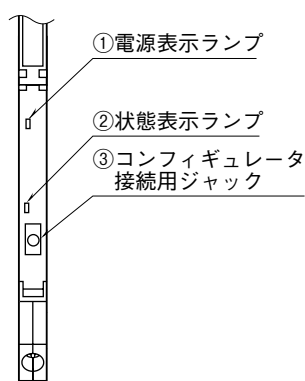 ①電源表示ランプ
②状態表示ランプ
③コンフィギュレータ
接続用ジャック